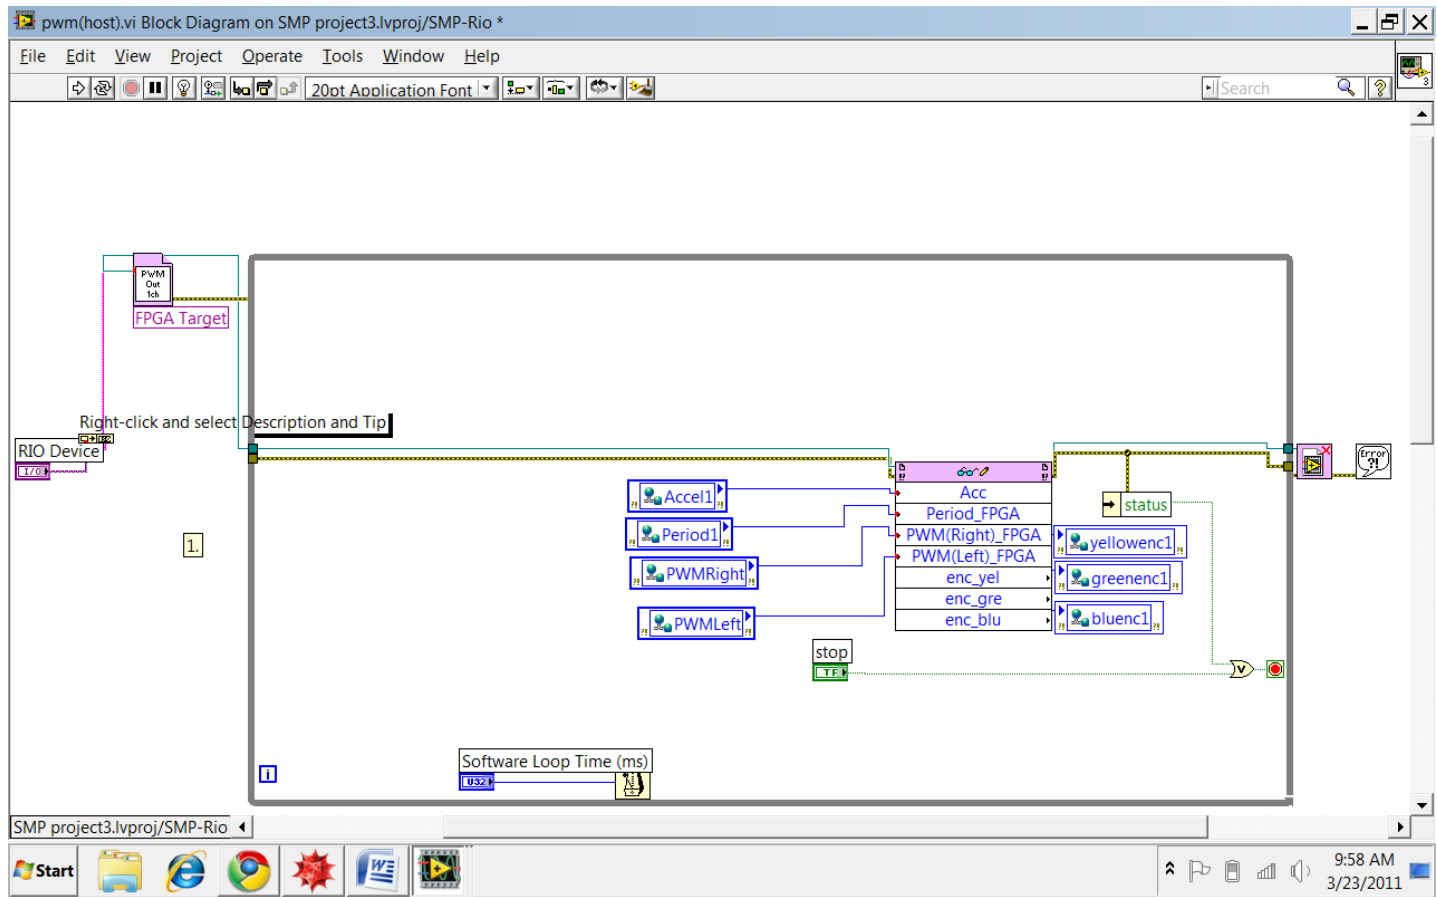 pwm(host).vi Block Diagram on SMP project3.lvproj/SMP-Rio *
File Edit View Project Operate Tools Window Help
20pt Application Font
Search
3
PWM
Out
1ch
FPGA Target
Right-click and select Description and Tip
RIO Device
I/O
Error
?!
Acc
Accel1
status
Period_FPGA
Period1
PWM(Right)_FPGA
yellowenc1
1.
PWM(Left)_FPGA
PWMRight
enc_yel
greenenc1
enc_gre
PWMLeft
enc_blu
bluenc1
stop
TF
V
Software Loop Time (ms)
i
U32
SMP project3.lvproj/SMP-Rio
Start
9:58 AM
3/23/2011